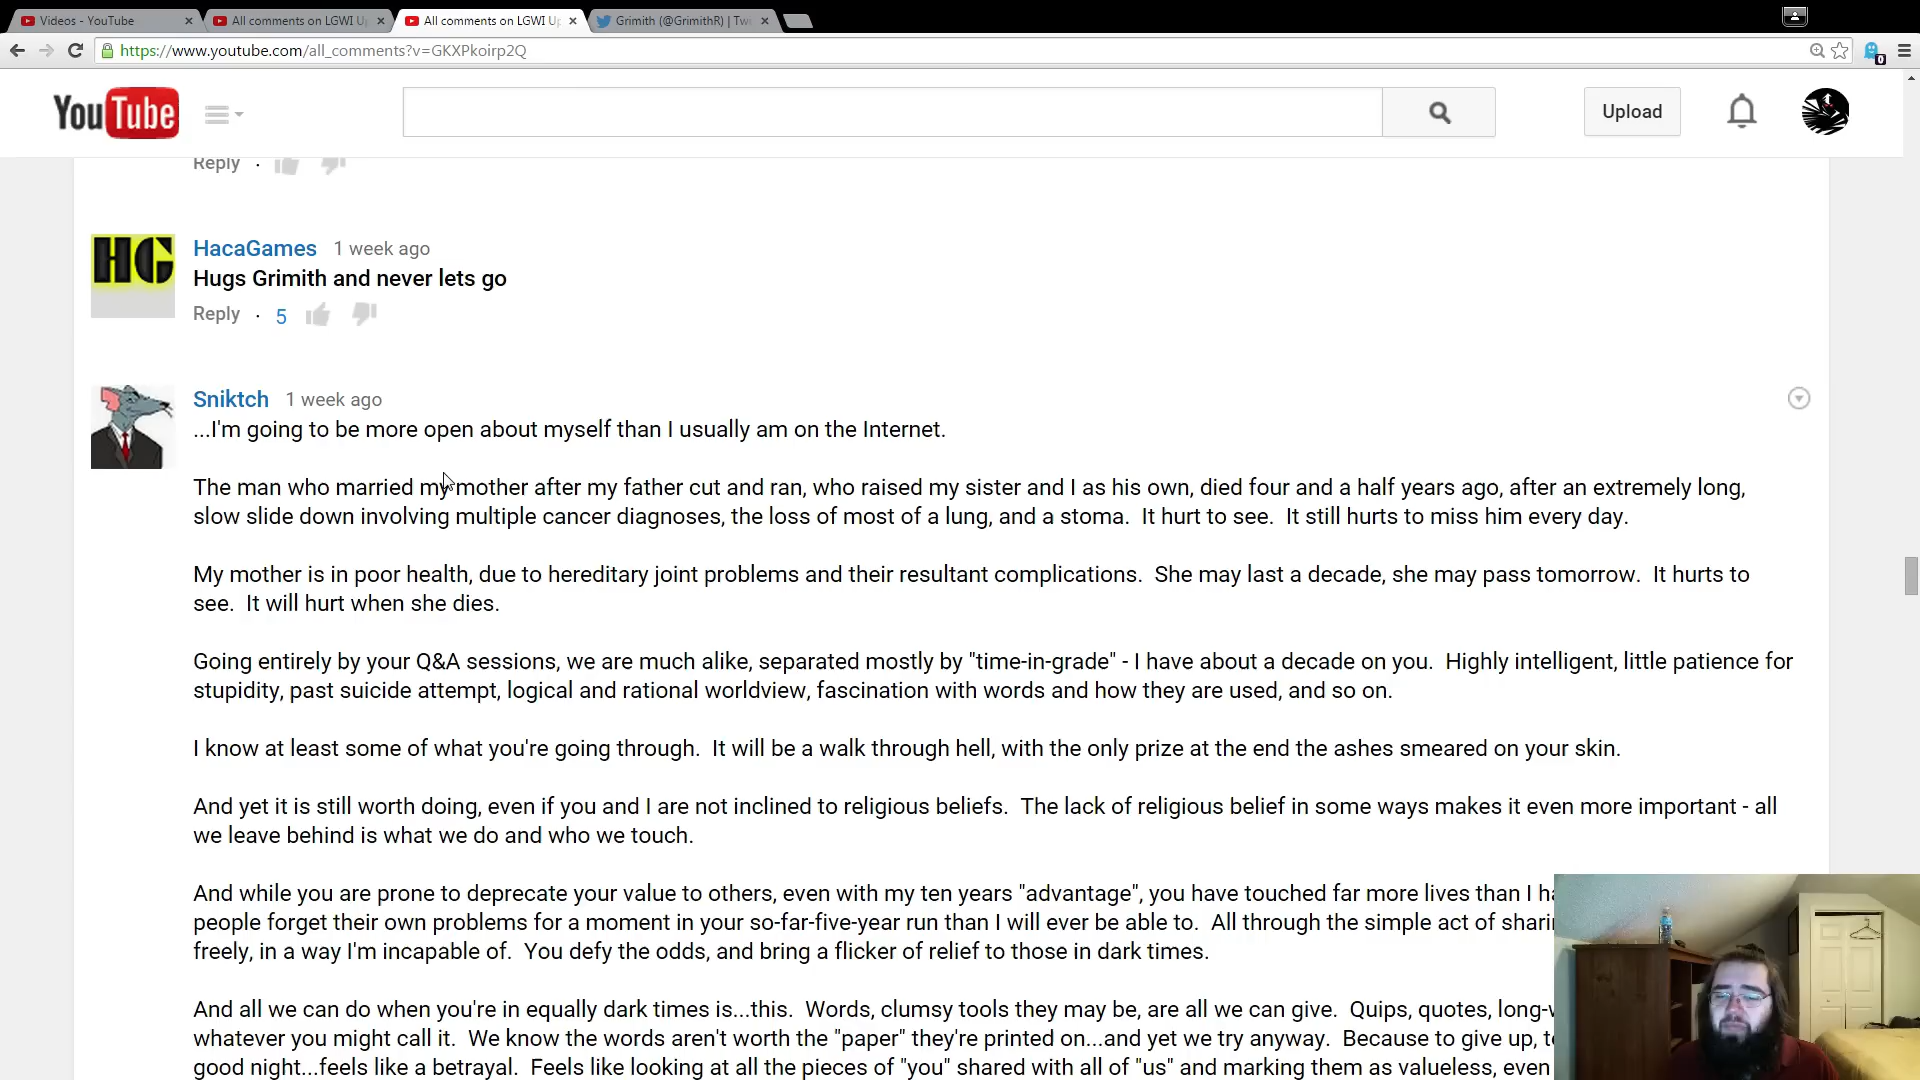 Videos - YouTube
All comments on LGWI Up
All comments on LGWI Up
Grimith (@GrimithR) | Twi
https://www.youtube.com/all_comments?v=GKXPkoirp2Q
YouTube
Upload
Reply ·
HG
HacaGames 1 week ago
Hugs Grimith and never lets go
Reply · 5
Sniktch 1 week ago
...I'm going to be more open about myself than I usually am on the Internet.
The man who married my mother after my father cut and ran, who raised my sister and I as his own, died four and a half years ago, after an extremely long,
slow slide down involving multiple cancer diagnoses, the loss of most of a lung, and a stoma. It hurt to see. It still hurts to miss him every day.
My mother is in poor health, due to hereditary joint problems and their resultant complications. She may last a decade, she may pass tomorrow. It hurts to
see. It will hurt when she dies.
Going entirely by your Q&A sessions, we are much alike, separated mostly by "time-in-grade" - I have about a decade on you. Highly intelligent, little patience for
stupidity, past suicide attempt, logical and rational worldview, fascination with words and how they are used, and so on.
I know at least some of what you're going through. It will be a walk through hell, with the only prize at the end the ashes smeared on your skin.
And yet it is still worth doing, even if you and I are not inclined to religious beliefs. The lack of religious belief in some ways makes it even more important - all
we leave behind is what we do and who we touch.
And while you are prone to deprecate your value to others, even with my ten years "advantage", you have touched far more lives than I ha
people forget their own problems for a moment in your so-far-five-year run than I will ever be able to. All through the simple act of sharin
freely, in a way I'm incapable of. You defy the odds, and bring a flicker of relief to those in dark times.
And all we can do when you're in equally dark times is...this. Words, clumsy tools they may be, are all we can give. Quips, quotes, long-
whatever you might call it. We know the words aren't worth the "paper" they're printed on...and yet we try anyway. Because to give up, t
good night...feels like a betrayal. Feels like looking at all the pieces of "you" shared with all of "us" and marking them as valueless, even